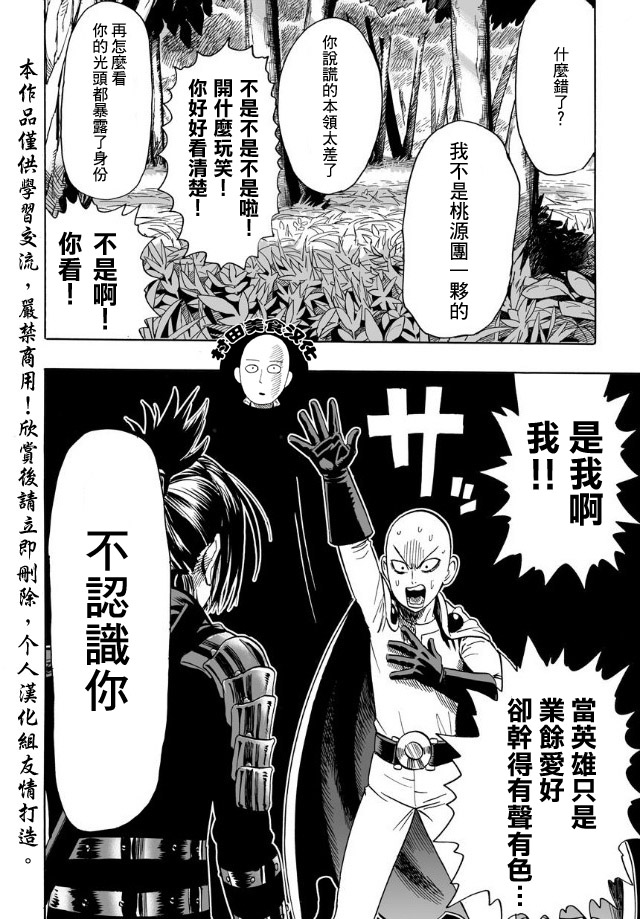 什麼錯了？
我不是桃源團一夥的
你說謊的本領太差了
不是不是不是啦！
開什麼玩笑！
你好好看清楚！
再怎麼看
你的光頭都暴露了身份
不是啊！
你看！
村田美食汉化
是我啊
我!!
サッ
當英雄只是
業餘愛好
卻幹得有聲有色…
不認識你
本作品僅供學習交流，嚴禁商用！欣賞後請立即刪除，个人漢化組友情打造。